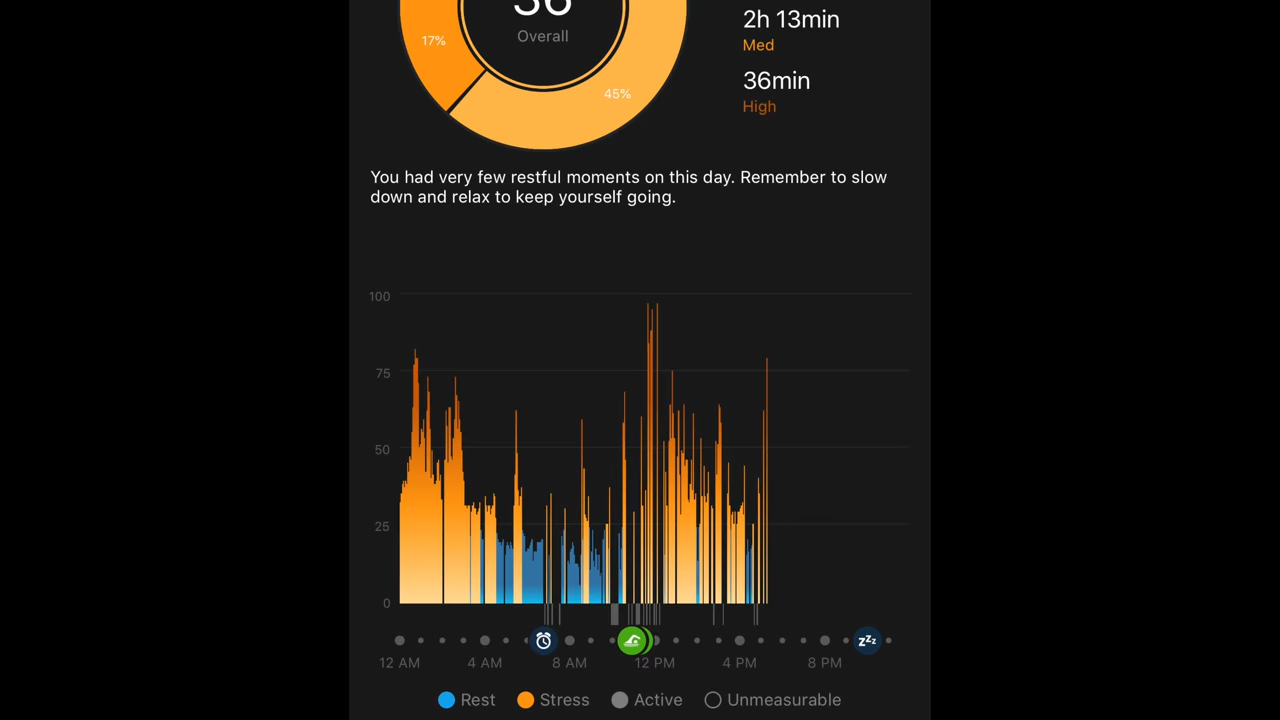 36
Overall
17%
45%
2h 13min
Med
36min
High
You had very few restful moments on this day. Remember to slow
down and relax to keep yourself going.
100
75
50
25
0
zzz
12 AM 4 AM 8 AM 12 PM 4 PM 8 PM
Rest Stress Active Unmeasurable